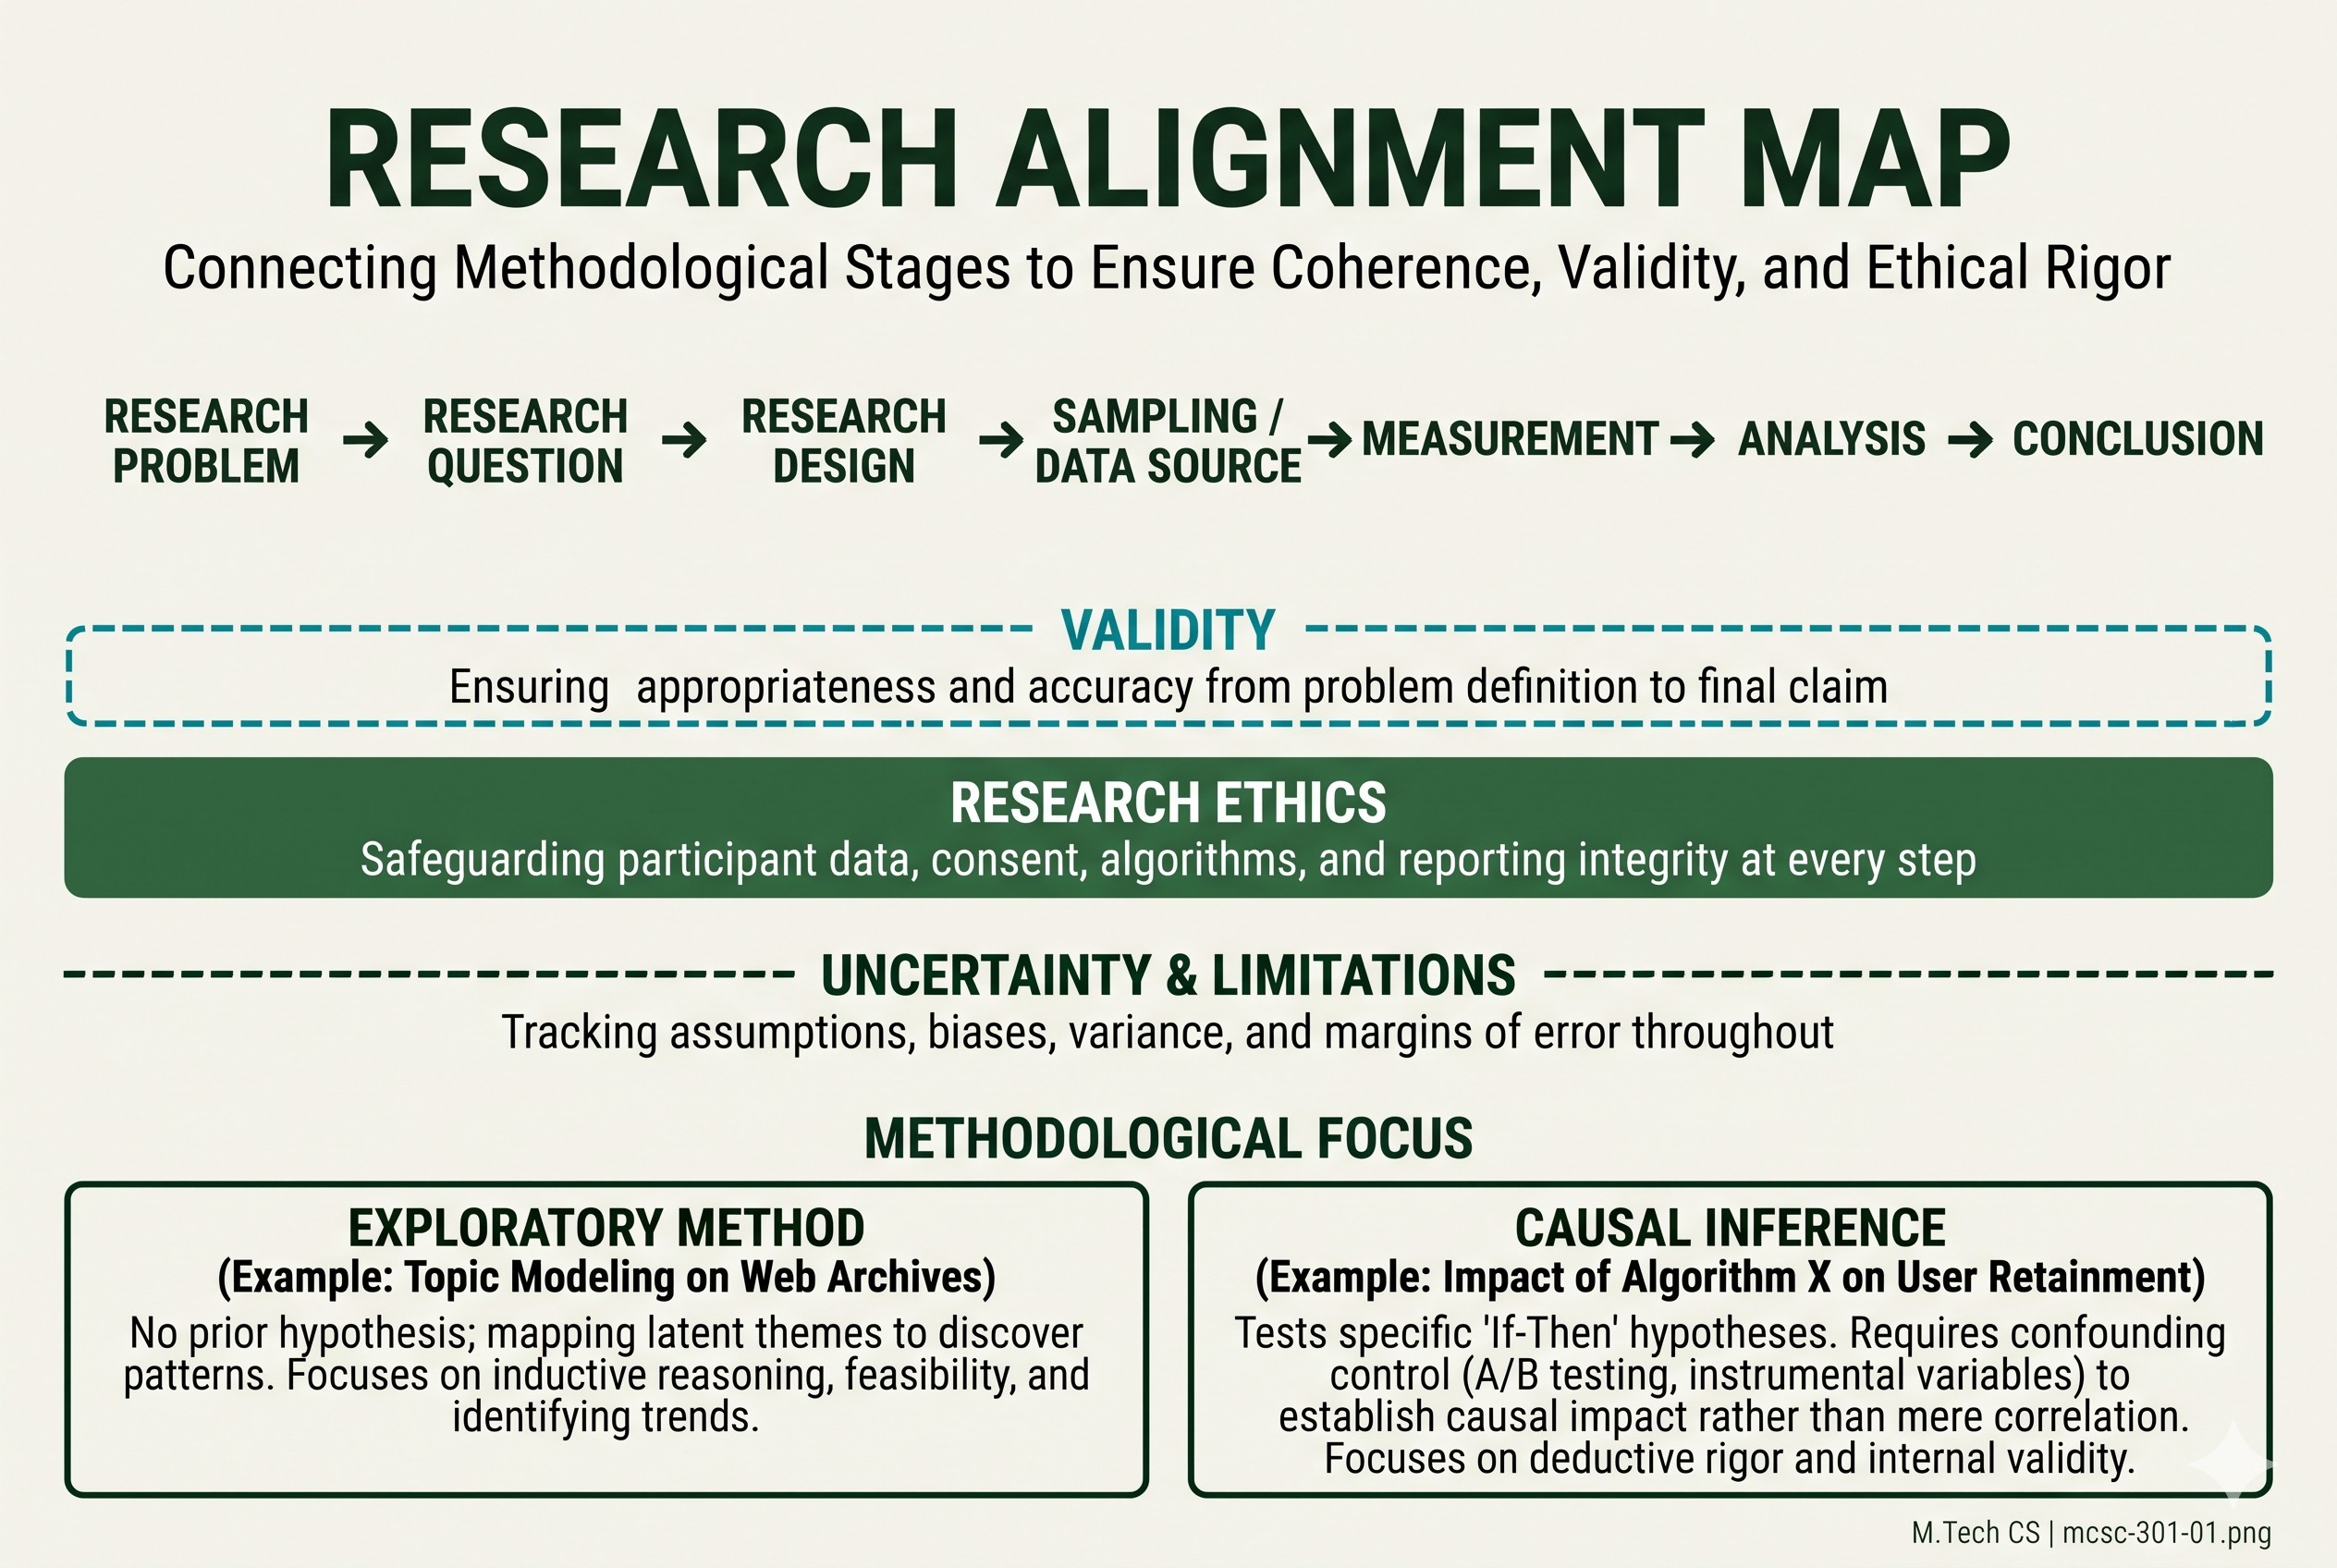 RESEARCH ALIGNMENT MAP
Connecting Methodological Stages to Ensure Coherence, Validity, and Ethical Rigor
RESEARCH
PROBLEM
→
RESEARCH
QUESTION
→
RESEARCH
DESIGN
→
SAMPLING /
DATA SOURCE
→
MEASUREMENT
→
ANALYSIS
→
CONCLUSION
VALIDITY
Ensuring appropriateness and accuracy from problem definition to final claim
RESEARCH ETHICS
Safeguarding participant data, consent, algorithms, and reporting integrity at every step
UNCERTAINTY & LIMITATIONS
Tracking assumptions, biases, variance, and margins of error throughout
METHODOLOGICAL FOCUS
EXPLORATORY METHOD
(Example: Topic Modeling on Web Archives)
No prior hypothesis; mapping latent themes to discover
patterns. Focuses on inductive reasoning, feasibility, and
identifying trends.
CAUSAL INFERENCE
(Example: Impact of Algorithm X on User Retainment)
Tests specific 'If-Then' hypotheses. Requires confounding
control (A/B testing, instrumental variables) to
establish causal impact rather than mere correlation.
Focuses on deductive rigor and internal validity.
M.Tech CS | mcsc-301-01.png